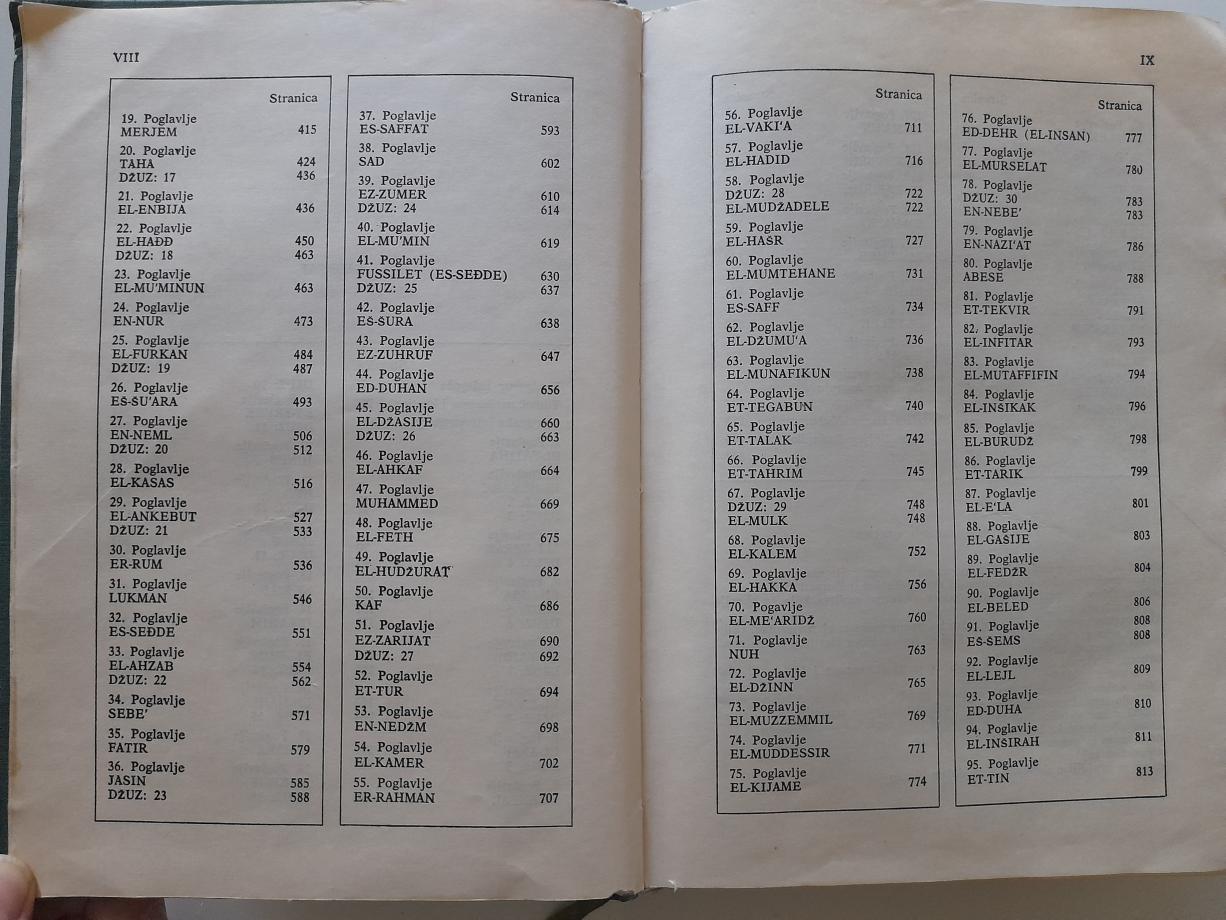 VIII
Stranica
19. Poglavlje
MERJEM 415
20. Poglavlje
TAHA 424
DŽUZ: 17 436
21. Poglavlje
EL-ENBIJA 436
22. Poglavlje
EL-HAĐĐ 450
DŽUZ: 18 463
23. Poglavlje
EL-MU'MINUN 463
24. Poglavlje
EN-NUR 473
25. Poglavlje
EL-FURKAN 484
DŽUZ: 19 487
26. Poglavlje
EŠ-ŠU'ARA 493
27. Poglavlje
EN-NEML 506
DŽUZ: 20 512
28. Poglavlje
EL-KASAS 516
29. Poglavlje
EL-ANKEBUT 527
DŽUZ: 21 533
30. Poglavlje
ER-RUM 536
31. Poglavlje
LUKMAN 546
32. Poglavlje
ES-SEĐDE 551
33. Poglavlje
EL-AHZAB 554
DŽUZ: 22 562
34. Poglavlje
SEBE' 571
35. Poglavlje
FATIR 579
36. Poglavlje
JASIN 585
DŽUZ: 23 588
Stranica
37. Poglavlje
ES-SAFFAT 593
38. Poglavlje
SAD 602
39. Poglavlje
EZ-ZUMER 610
DŽUZ: 24 614
40. Poglavlje
EL-MU'MIN 619
41. Poglavlje
FUSSILET (ES-SEĐDE) 630
DŽUZ: 25 637
42. Poglavlje
EŠ-ŠURA 638
43. Poglavlje
EZ-ZUHRUF 647
44. Poglavlje
ED-DUHAN 656
45. Poglavlje
EL-DŽASIJE 660
DŽUZ: 26 663
46. Poglavlje
EL-AHKAF 664
47. Poglavlje
MUHAMMED 669
48. Poglavlje
EL-FETH 675
49. Poglavlje
EL-HUDŽURAT 682
50. Poglavlje
KAF 686
51. Poglavlje
EZ-ZARIJAT 690
DŽUZ: 27 692
52. Poglavlje
ET-TUR 694
53. Poglavlje
EN-NEDŽM 698
54. Poglavlje
EL-KAMER 702
55. Poglavlje
ER-RAHMAN 707
IX
Stranica
56. Poglavlje
EL-VAKI'A 711
57. Poglavlje
EL-HADID 716
58. Poglavlje
DŽUZ: 28 722
EL-MUDŽADELE 722
59. Poglavlje
EL-HAŠR 727
60. Poglavlje
EL-MUMTEHANE 731
61. Poglavlje
ES-SAFF 734
62. Poglavlje
EL-DŽUMU'A 736
63. Poglavlje
EL-MUNAFIKUN 738
64. Poglavlje
ET-TEGABUN 740
65. Poglavlje
ET-TALAK 742
66. Poglavlje
ET-TAHRIM 745
67. Poglavlje
DŽUZ: 29 748
EL-MULK 748
68. Poglavlje
EL-KALEM 752
69. Poglavlje
EL-HAKKA 756
70. Pogavlje
EL-ME'ARIDŽ 760
71. Poglavlje
NUH 763
72. Poglavlje
EL-DŽINN 765
73. Poglavlje
EL-MUZZEMMIL 769
74. Poglavlje
EL-MUDDESSIR 771
75. Poglavlje
EL-KIJAME 774
Stranica
76. Poglavlje
ED-DEHR (EL-INSAN) 777
77. Poglavlje
EL-MURSELAT 780
78. Poglavlje
DŽUZ: 30 783
EN-NEBE' 783
79. Poglavlje
EN-NAZI'AT 786
80. Poglavlje
ABESE 788
81. Poglavlje
ET-TEKVIR 791
82. Poglavlje
EL-INFITAR 793
83. Poglavlje
EL-MUTAFFIFIN 794
84. Poglavlje
EL-INŠIKAK 796
85. Poglavlje
EL-BURUDŽ 798
86. Poglavlje
ET-TARIK 799
87. Poglavlje
EL-E'LA 801
88. Poglavlje
EL-GAŠIJE 803
89. Poglavlje
EL-FEDŽR 804
90. Poglavlje
EL-BELED 806
91. Poglavlje 808
EŠ-ŠEMS 808
92. Poglavlje
EL-LEJL 809
93. Poglavlje
ED-DUHA 810
94. Poglavlje
EL-INŠIRAH 811
95. Poglavlje
ET-TIN 813